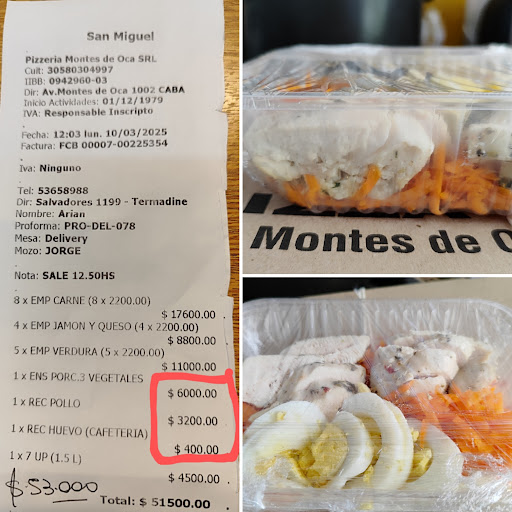 San Miguel
Pizzeria Montes de Oca SRL
Cuit: 30580304997
IIBB: 0942960-03
Dir: Av.Montes de Oca 1002 CABA
Inicio Actividades: 01/12/1979
IVA: Responsable Inscripto
Fecha: 12:03 lun. 10/03/2025
Factura: FCB 00007-00225354
Iva: Ninguno
Tel: 53658988
Dir: Salvadores 1199 - Termadine
Nombre: Arian
Proforma: PRO-DEL-078
Mesa: Delivery
Mozo: JORGE
Nota: SALE 12.50HS
8 x EMP CARNE (8 x 2200.00)
$ 17600.00
4 x EMP JAMON Y QUESO (4 x 2200.00)
$ 8800.00
5 x EMP VERDURA (5 x 2200.00)
$ 11000.00
1 x ENS PORC.3 VEGETALES
$ 6000.00
1 x REC POLLO
$ 3200.00
1 x REC HUEVO (CAFETERIA)
$ 400.00
1 x 7 UP (1.5 L)
$ 4500.00
$ 53.000
Total: $ 51500.00
Montes de O